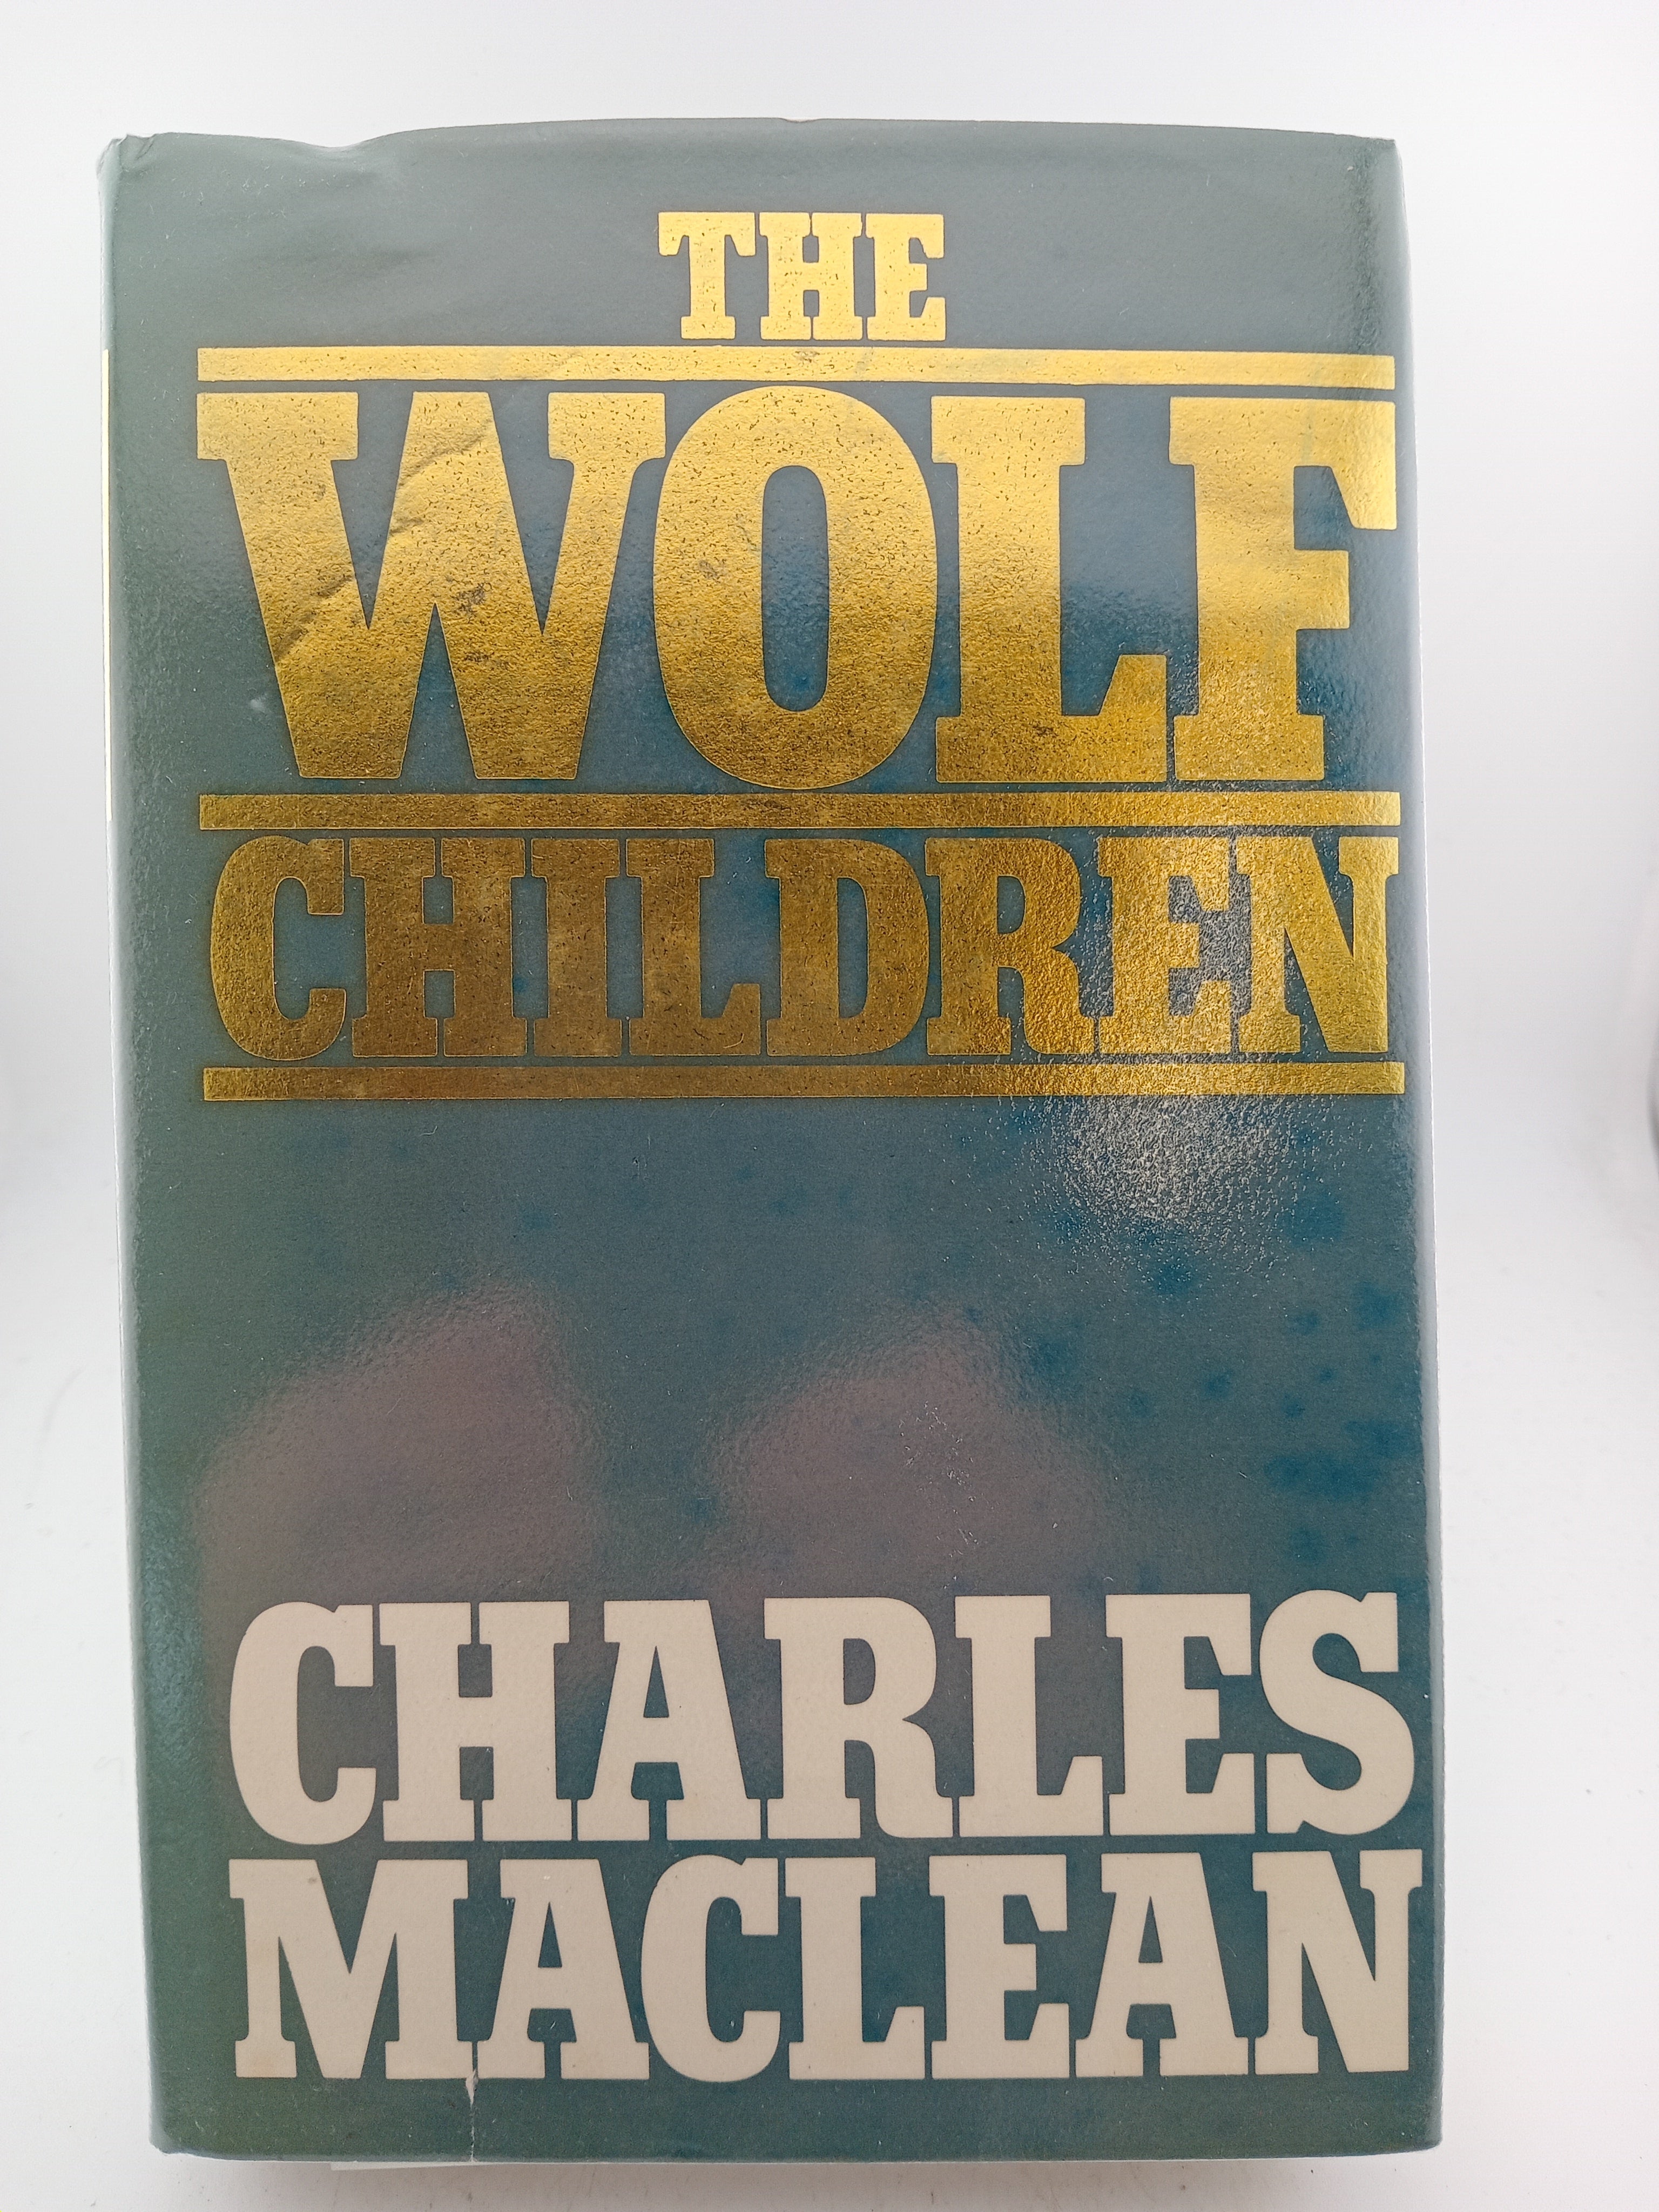 THE
WOLF
CHILDREN
CHARLES
MACLEAN